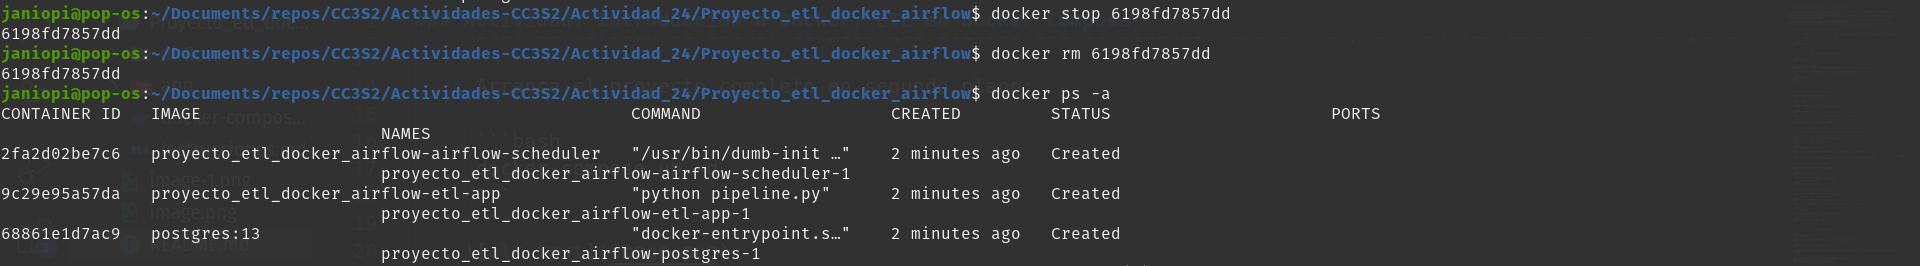 janiopi@pop-os:~/Documents/repos/CC3S2/Actividades-CC3S2/Actividad_24/Proyecto_etl_docker_airflow$ docker stop 6198fd7857dd
6198fd7857dd
janiopi@pop-os:~/Documents/repos/CC3S2/Actividades-CC3S2/Actividad_24/Proyecto_etl_docker_airflow$ docker rm 6198fd7857dd
6198fd7857dd
janiopi@pop-os:~/Documents/repos/CC3S2/Actividades-CC3S2/Actividad_24/Proyecto_etl_docker_airflow$ docker ps -a
CONTAINER ID   IMAGE                                           COMMAND                   CREATED         STATUS                      PORTS
                                      NAMES
2fa2d02be7c6   proyecto_etl_docker_airflow-airflow-scheduler   "/usr/bin/dumb-init …"    2 minutes ago   Created
                                      proyecto_etl_docker_airflow-airflow-scheduler-1
9c29e95a57da   proyecto_etl_docker_airflow-etl-app             "python pipeline.py"      2 minutes ago   Created
                                      proyecto_etl_docker_airflow-etl-app-1
68861e1d7ac9   postgres:13                                     "docker-entrypoint.s…"    2 minutes ago   Created
                                      proyecto_etl_docker_airflow-postgres-1